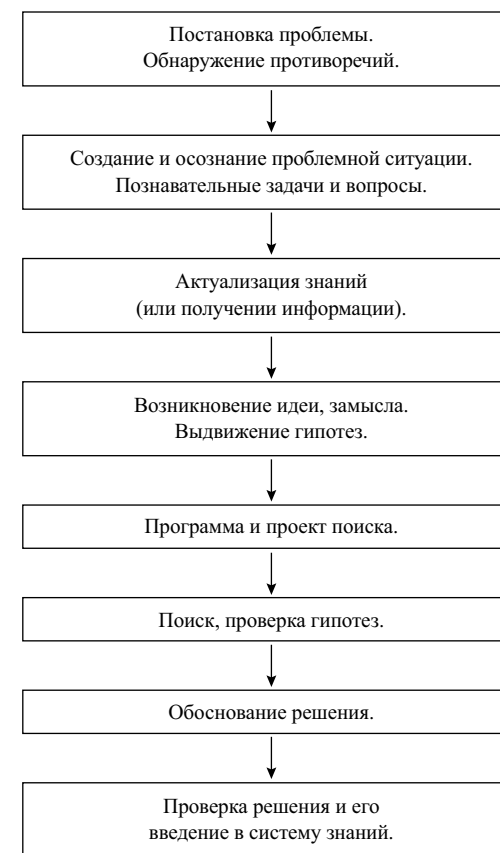 Постановка проблемы.
Обнаружение противоречий.
Создание и осознание проблемной ситуации.
Познавательные задачи и вопросы.
Актуализация знаний
(или получении информации).
Возникновение идеи, замысла.
Выдвижение гипотез.
Программа и проект поиска.
Поиск, проверка гипотез.
Обоснование решения.
Проверка решения и его
введение в систему знаний.